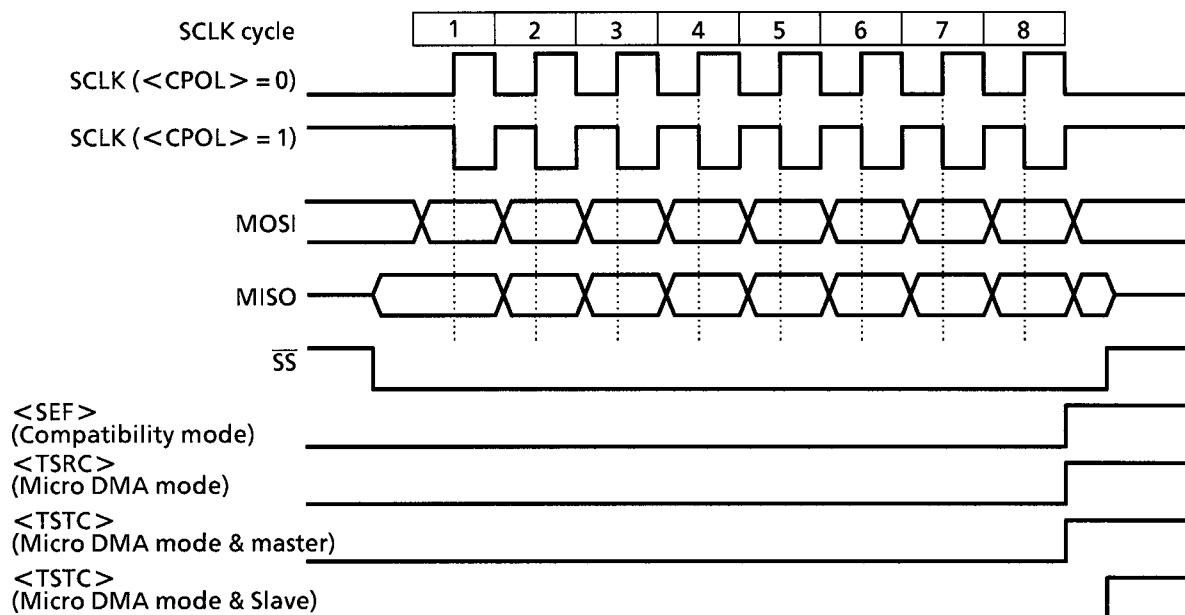 SCLK cycle 1 2 3 4 5 6 7 8
SCLK (<CPOL> = 0)
SCLK (<CPOL> = 1)
MOSI
MISO
SS
<SEF>
(Compatibility mode)
<TSRC>
(Micro DMA mode)
<TSTC>
(Micro DMA mode & master)
<TSTC>
(Micro DMA mode & Slave)